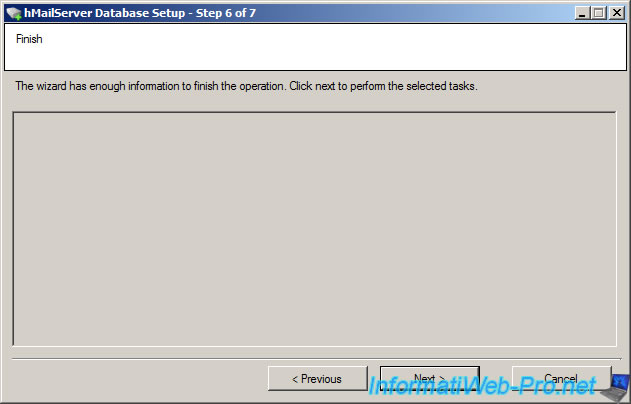 hMailServer Database Setup - Step 6 of 7
Finish
The wizard has enough information to finish the operation. Click next to perform the selected tasks.
< Previous
Next >
Cancel
InformatiWeb-Pro.net